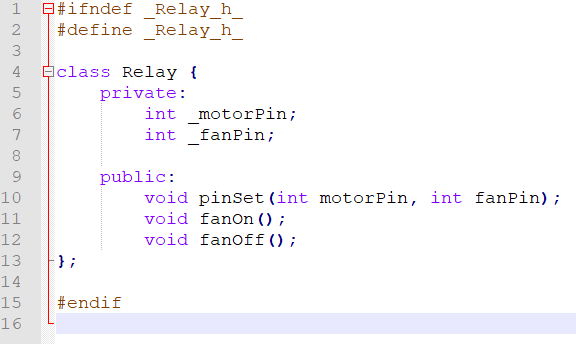 1 #ifndef _Relay_h_
2 #define _Relay_h_
3
4 class Relay {
5     private:
6         int _motorPin;
7         int _fanPin;
8
9     public:
10         void pinSet(int motorPin, int fanPin);
11         void fanOn();
12         void fanOff();
13 };
14
15 #endif
16